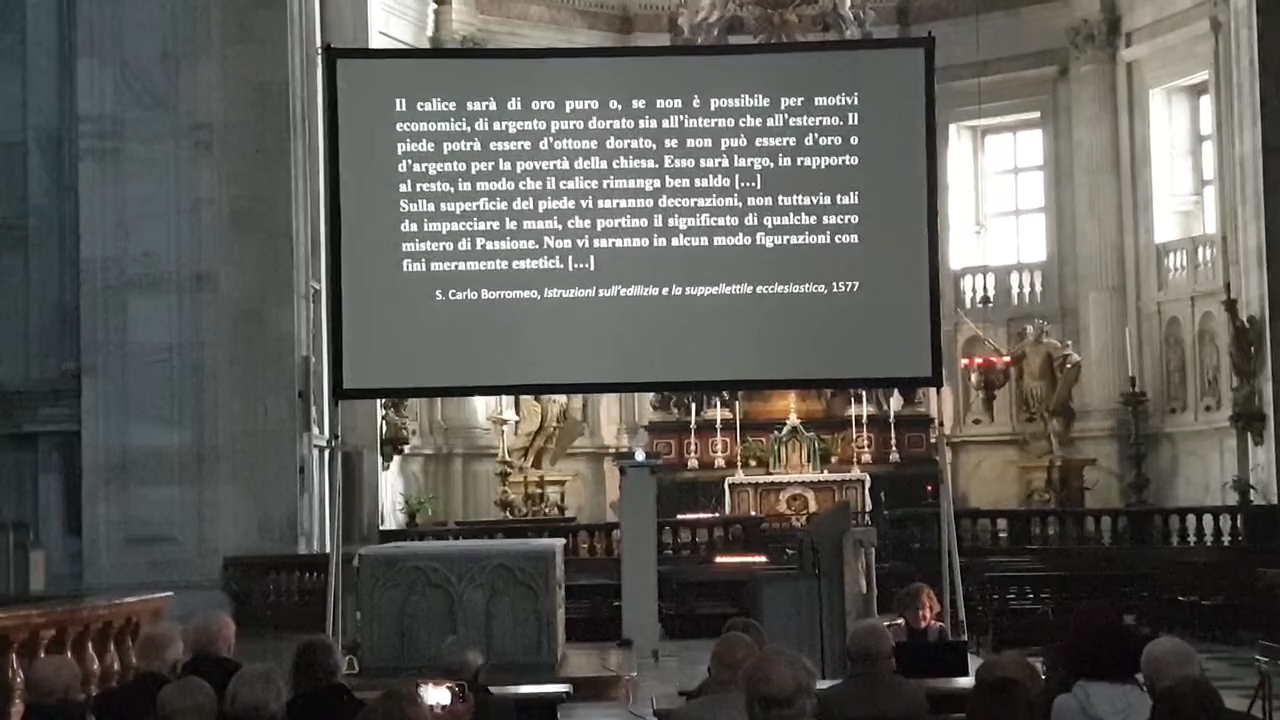 Il calice sarà di oro puro o, se non è possibile per motivi
economici, di argento puro dorato sia all'interno che all'esterno. Il
piede potrà essere d'ottone dorato, se non può essere d'oro o
d'argento per la povertà della chiesa. Esso sarà largo, in rapporto
al resto, in modo che il calice rimanga ben saldo [...]
Sulla superficie del piede vi saranno decorazioni, non tuttavia tali
da impacciare le mani, che portino il significato di qualche sacro
mistero di Passione. Non vi saranno in alcun modo figurazioni con
fini meramente estetici. [...]
S. Carlo Borromeo, Istruzioni sull'edilizia e la suppellettile ecclesiastica, 1577